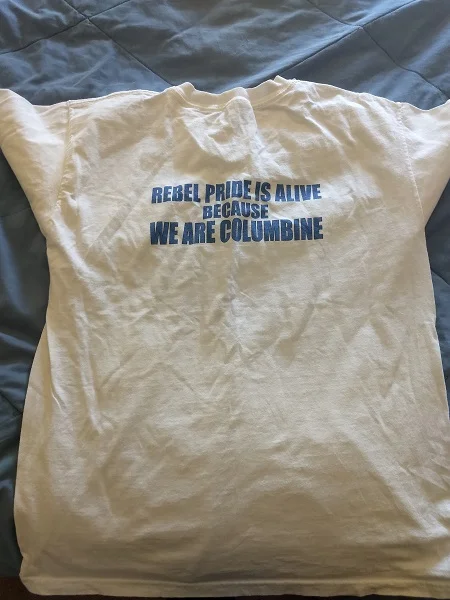 REBEL PRIDE IS ALIVE
BECAUSE
WE ARE COLUMBINE